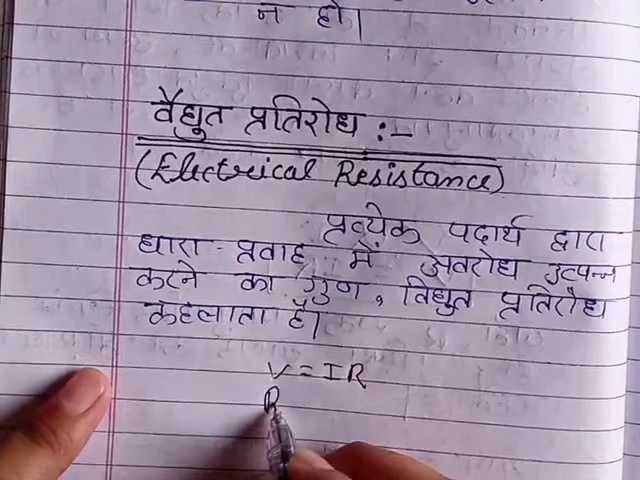 न हो।
वैद्युत प्रतिरोध :-
(Electrical Resistance)
प्रत्येक पदार्थ द्वारा
धारा-प्रवाह में अवरोध उत्पन्न
करने का गुण, विद्युत प्रतिरोध
कहलाता है।
V = IR
R